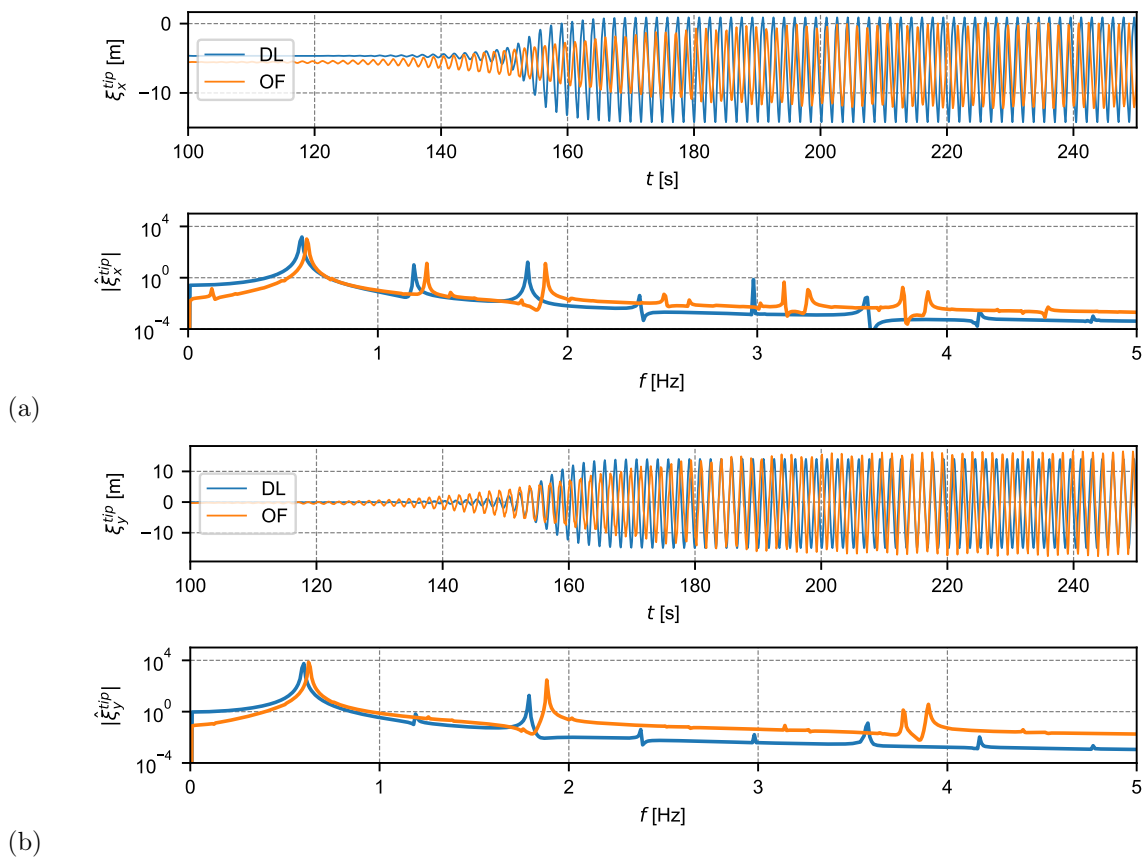 0
−10
ξ_x^{tip} [m]
DL
OF
100 120 140 160 180 200 220 240
t [s]
10^4
10^0
10^{−4}
|ξ̂_x^{tip}|
0 1 2 3 4 5
f [Hz]
(a)
10
0
−10
ξ_y^{tip} [m]
DL
OF
100 120 140 160 180 200 220 240
t [s]
10^4
10^0
10^{−4}
|ξ̂_y^{tip}|
0 1 2 3 4 5
f [Hz]
(b)